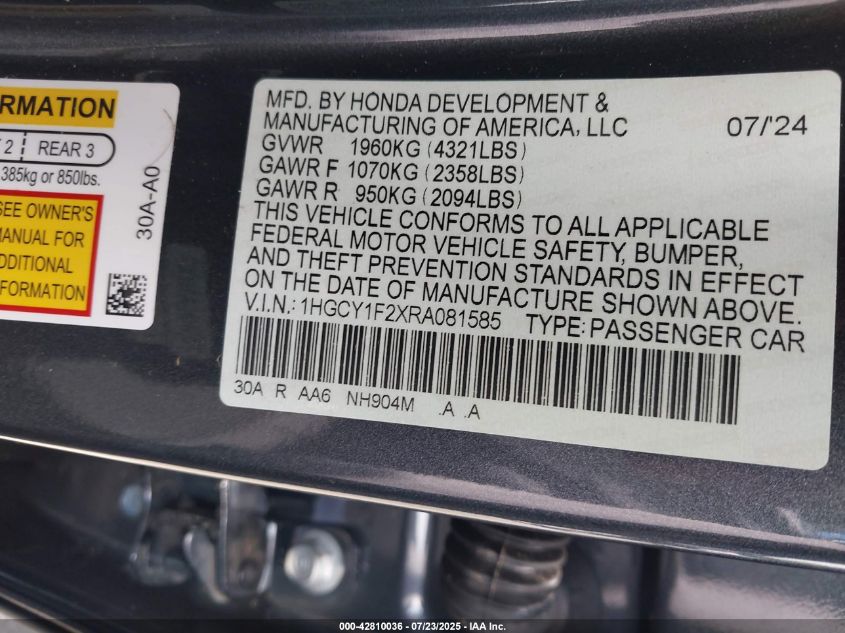 RMATION
2 REAR 3
385kg or 850lbs.
SEE OWNER'S
MANUAL FOR
ADDITIONAL
INFORMATION
30A-A0
MFD. BY HONDA DEVELOPMENT &
MANUFACTURING OF AMERICA, LLC 07/'24
GVWR 1960KG (4321LBS)
GAWR F 1070KG (2358LBS)
GAWR R 950KG (2094LBS)
THIS VEHICLE CONFORMS TO ALL APPLICABLE
FEDERAL MOTOR VEHICLE SAFETY, BUMPER,
AND THEFT PREVENTION STANDARDS IN EFFECT
ON THE DATE OF MANUFACTURE SHOWN ABOVE.
V.I.N.: 1HGCY1F2XRA081585 TYPE: PASSENGER CAR
30A R AA6 NH904M .A .A
000-42810036 - 07/23/2025 - IAA Inc.